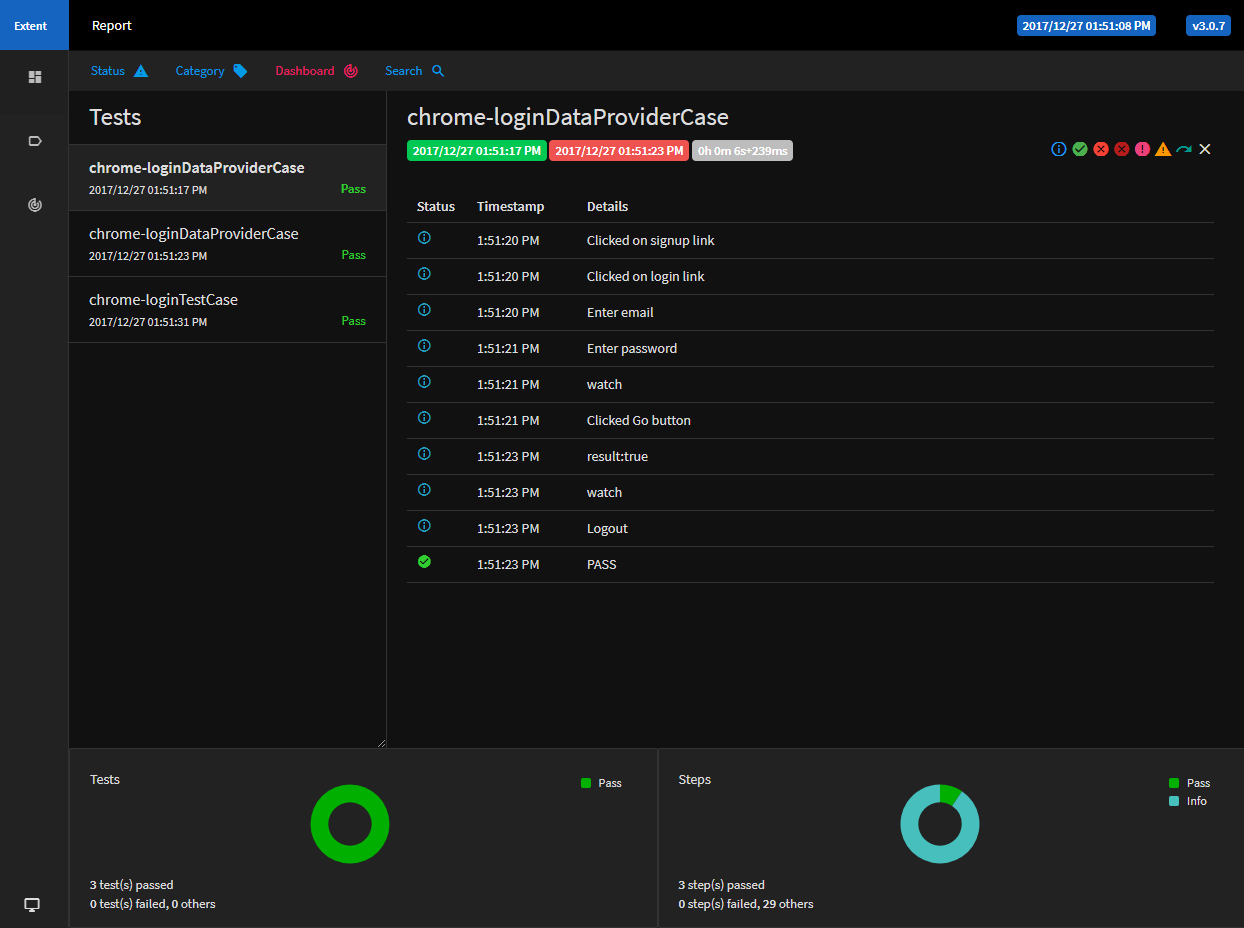 Extent Report 2017/12/27 01:51:08 PM v3.0.7
Status Category Dashboard Search
Tests
chrome-loginDataProviderCase
2017/12/27 01:51:17 PM Pass
chrome-loginDataProviderCase
2017/12/27 01:51:23 PM Pass
chrome-loginTestCase
2017/12/27 01:51:31 PM Pass
chrome-loginDataProviderCase
2017/12/27 01:51:17 PM 2017/12/27 01:51:23 PM 0h 0m 6s+239ms
Status Timestamp Details
1:51:20 PM Clicked on signup link
1:51:20 PM Clicked on login link
1:51:20 PM Enter email
1:51:21 PM Enter password
1:51:21 PM watch
1:51:21 PM Clicked Go button
1:51:23 PM result:true
1:51:23 PM watch
1:51:23 PM Logout
1:51:23 PM PASS
Tests
Pass
3 test(s) passed
0 test(s) failed, 0 others
Steps
Pass
Info
3 step(s) passed
0 step(s) failed, 29 others